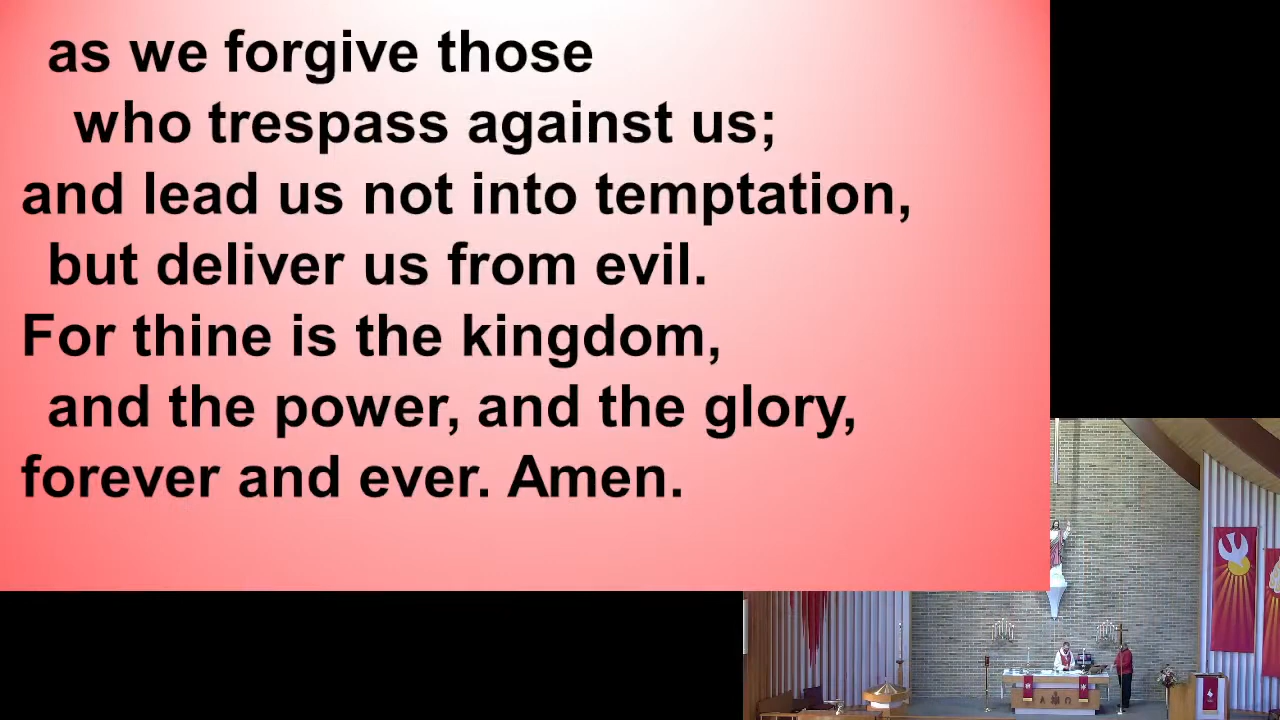 as we forgive those
who trespass against us;
and lead us not into temptation,
but deliver us from evil.
For thine is the kingdom,
and the power, and the glory,
forever and ever. Amen.